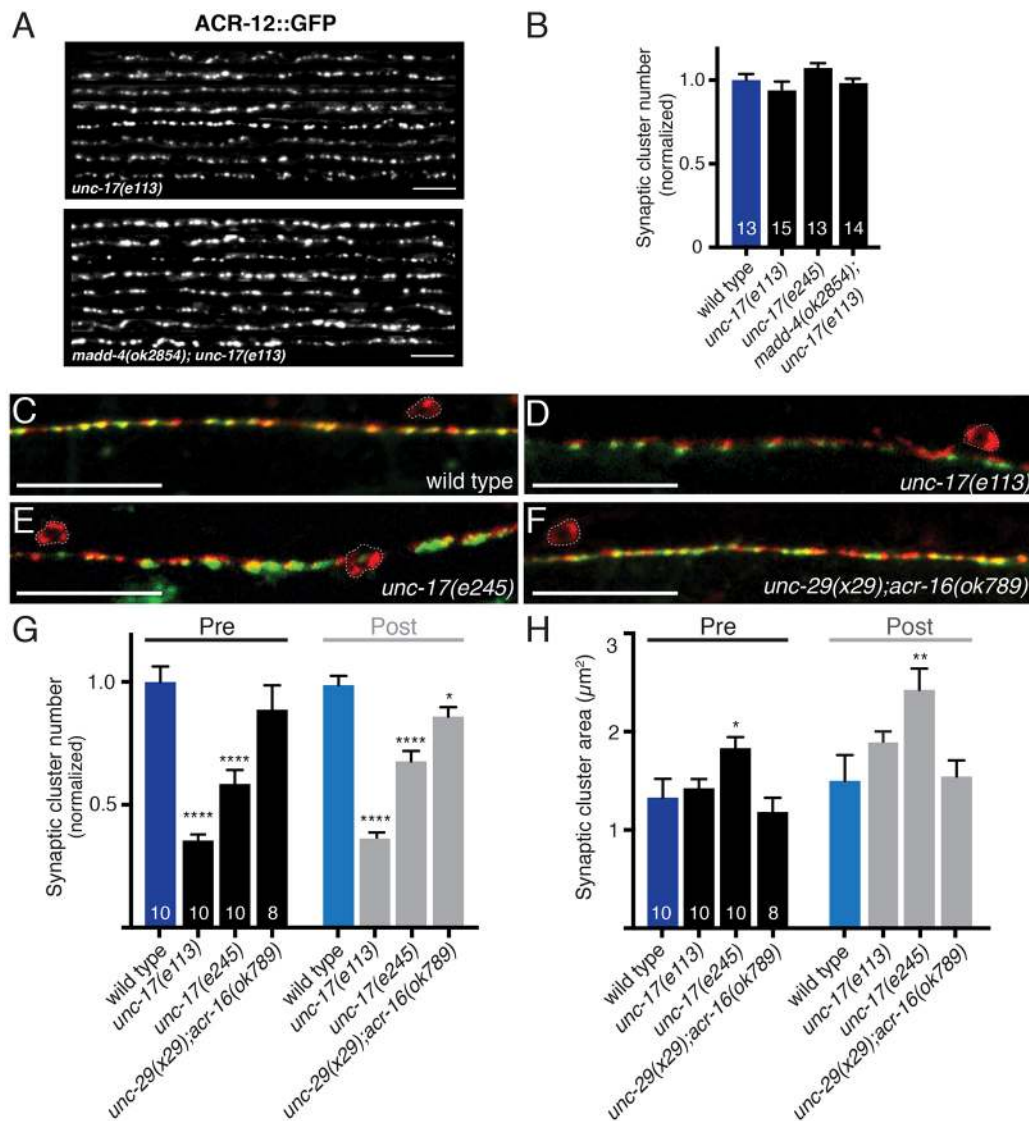 A
ACR-12::GFP
unc-17(e113)
madd-4(ok2854); unc-17(e113)
B
Synaptic cluster number
(normalized)
1.0
0.5
0
13
15
13
14
wild type
unc-17(e113)
unc-17(e245)
madd-4(ok2854);
unc-17(e113)
C
wild type
D
unc-17(e113)
E
unc-17(e245)
F
unc-29(x29);acr-16(ok789)
G
Pre
Post
Synaptic cluster number
(normalized)
1.0
0.5
****
****
****
****
*
10
10
10
8
wild type
unc-17(e113)
unc-17(e245)
unc-29(x29);acr-16(ok789)
wild type
unc-17(e113)
unc-17(e245)
unc-29(x29);acr-16(ok789)
H
Pre
Post
Synaptic cluster area (µm²)
3
2
1
0
*
**
10
10
10
8
wild type
unc-17(e113)
unc-17(e245)
unc-29(x29);acr-16(ok789)
wild type
unc-17(e113)
unc-17(e245)
unc-29(x29);acr-16(ok789)